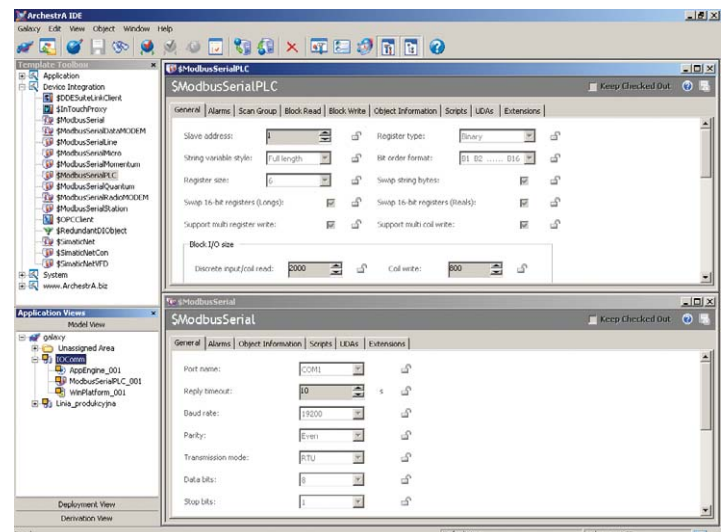 ArchestrA IDE
Galaxy Edit View Object Window Help
Template Toolbox
Application
Device Integration
$DDESuiteLinkClient
$InTouchProxy
$ModbusSerial
$ModbusSerialDataMODEM
$ModbusSerialLine
$ModbusSerialMicro
$ModbusSerialMomentum
$ModbusSerialPLC
$ModbusSerialQuantum
$ModbusSerialRadioMODEM
$ModbusSerialStation
$OPCClient
$RedundantDIObject
$SimaticNet
$SimaticNetCon
$SimaticNetVFD
System
www.ArchestrA.biz
Application Views
Model View
galaxy
Unassigned Area
IOComm
AppEngine_001
ModbusSerialPLC_001
WinPlatform_001
Linia_produkcyjna
Deployment View
Derivation View
$ModbusSerialPLC
$ModbusSerialPLC Keep Checked Out
General Alarms Scan Group Block Read Block Write Object Information Scripts UDAs Extensions
Slave address: 1 Register type: Binary
String variable style: Full length Bit order format: B1 B2 ...... B16
Register size: 6 Swap string bytes:
Swap 16-bit registers (Longs): Swap 16-bit registers (Reals):
Support multi register write: Support multi coil write:
Block I/O size
Discrete input/coil read: 2000 Coil write: 800
$ModbusSerial
$ModbusSerial Keep Checked Out
General Alarms Object Information Scripts UDAs Extensions
Port name: COM1
Reply timeout: 10 s
Baud rate: 19200
Parity: Even
Transmission mode: RTU
Data bits: 8
Stop bits: 1